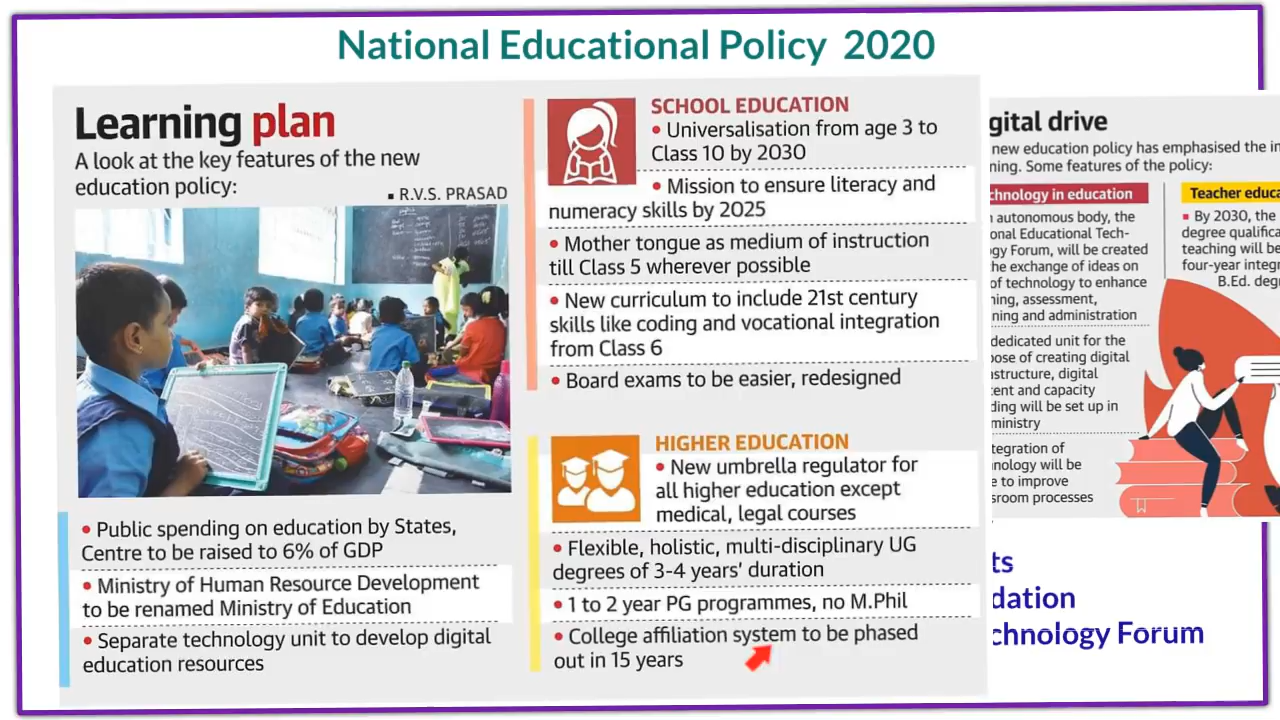 National Educational Policy 2020
Learning plan
A look at the key features of the new
education policy:
▪ R.V.S. PRASAD
• Public spending on education by States,
Centre to be raised to 6% of GDP
• Ministry of Human Resource Development
to be renamed Ministry of Education
• Separate technology unit to develop digital
education resources
SCHOOL EDUCATION
• Universalisation from age 3 to
Class 10 by 2030
• Mission to ensure literacy and
numeracy skills by 2025
• Mother tongue as medium of instruction
till Class 5 wherever possible
• New curriculum to include 21st century
skills like coding and vocational integration
from Class 6
• Board exams to be easier, redesigned
HIGHER EDUCATION
• New umbrella regulator for
all higher education except
medical, legal courses
• Flexible, holistic, multi-disciplinary UG
degrees of 3-4 years' duration
• 1 to 2 year PG programmes, no M.Phil
• College affiliation system to be phased
out in 15 years
gital drive
new education policy has emphasised the
ning. Some features of the policy:
chnology in education
autonomous body, the
onal Educational Tech-
gy Forum, will be created
he exchange of ideas on
of technology to enhance
ning, assessment,
ning and administration
dedicated unit for the
ose of creating digital
astructure, digital
ent and capacity
ding will be set up in
ministry
tegration of
nology will be
e to improve
sroom processes
Teacher educa
▪ By 2030, the
degree qualifica
teaching will be
four-year integr
B.Ed. deg
ts
dation
chnology Forum